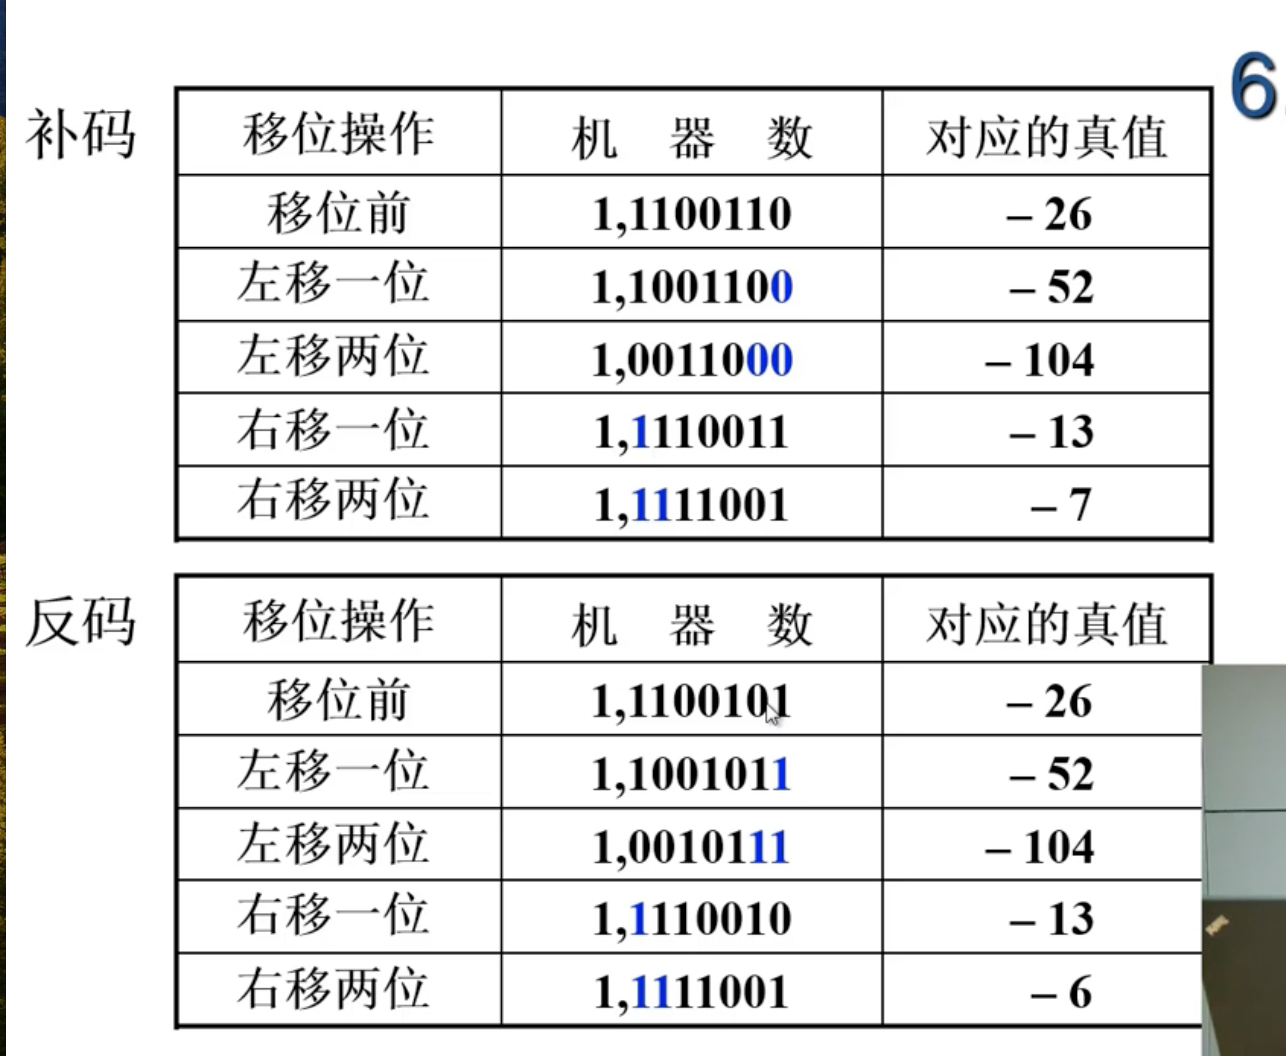 6
补码
移位操作 机 器 数 对应的真值
移位前 1,1100110 – 26
左移一位 1,1001100 – 52
左移两位 1,0011000 – 104
右移一位 1,1110011 – 13
右移两位 1,1111001 – 7
反码
移位操作 机 器 数 对应的真值
移位前 1,1100101 – 26
左移一位 1,1001011 – 52
左移两位 1,0010111 – 104
右移一位 1,1110010 – 13
右移两位 1,1111001 – 6